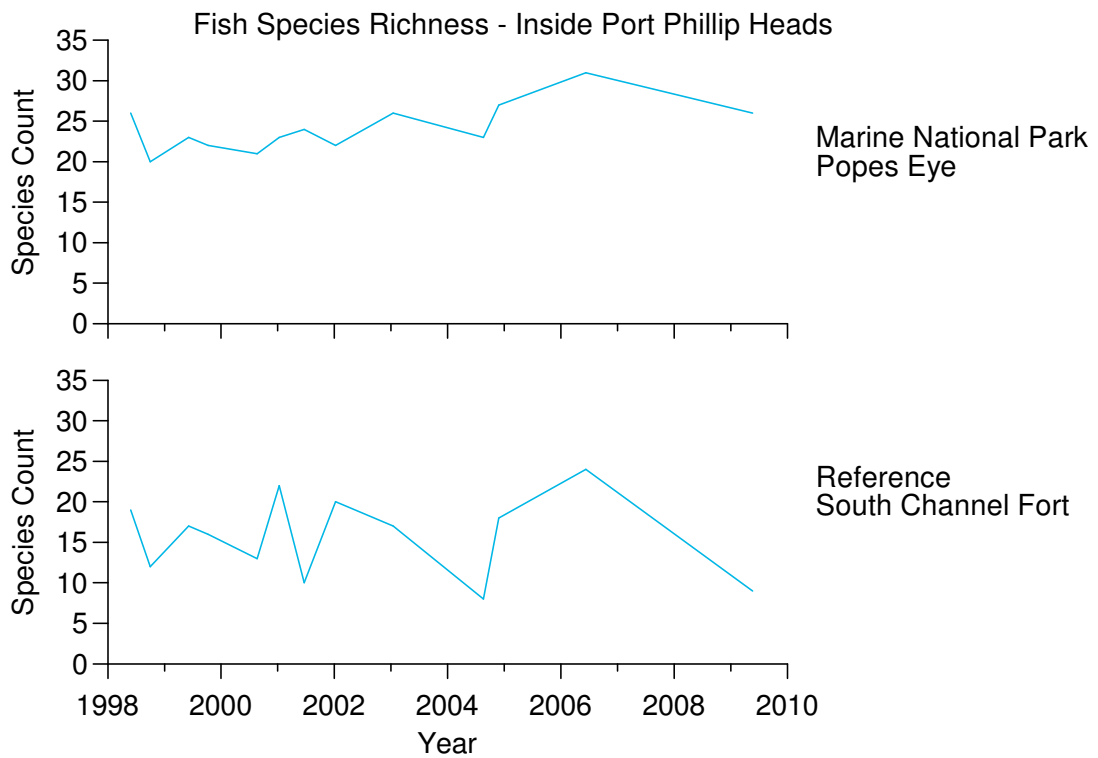 Fish Species Richness - Inside Port Phillip Heads
35
30
25
20
15
10
5
0
Species Count
Marine National Park
Popes Eye
35
30
25
20
15
10
5
0
Species Count
Reference
South Channel Fort
1998 2000 2002 2004 2006 2008 2010
Year